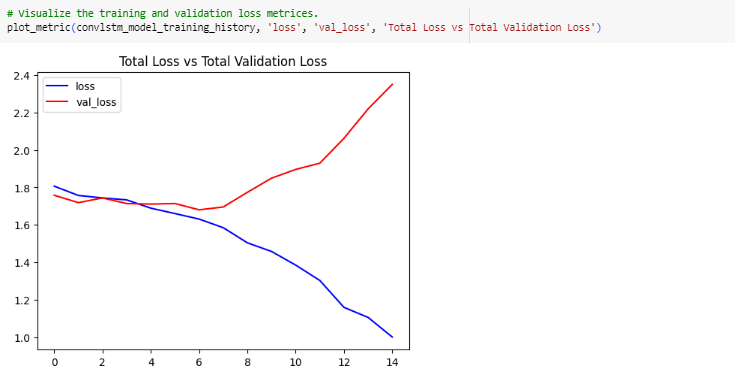 # Visualize the training and validation loss metrices.
plot_metric(convlstm_model_training_history, 'loss', 'val_loss', 'Total Loss vs Total Validation Loss')
Total Loss vs Total Validation Loss
2.4
loss
val_loss
2.2
2.0
1.8
1.6
1.4
1.2
1.0
0 2 4 6 8 10 12 14